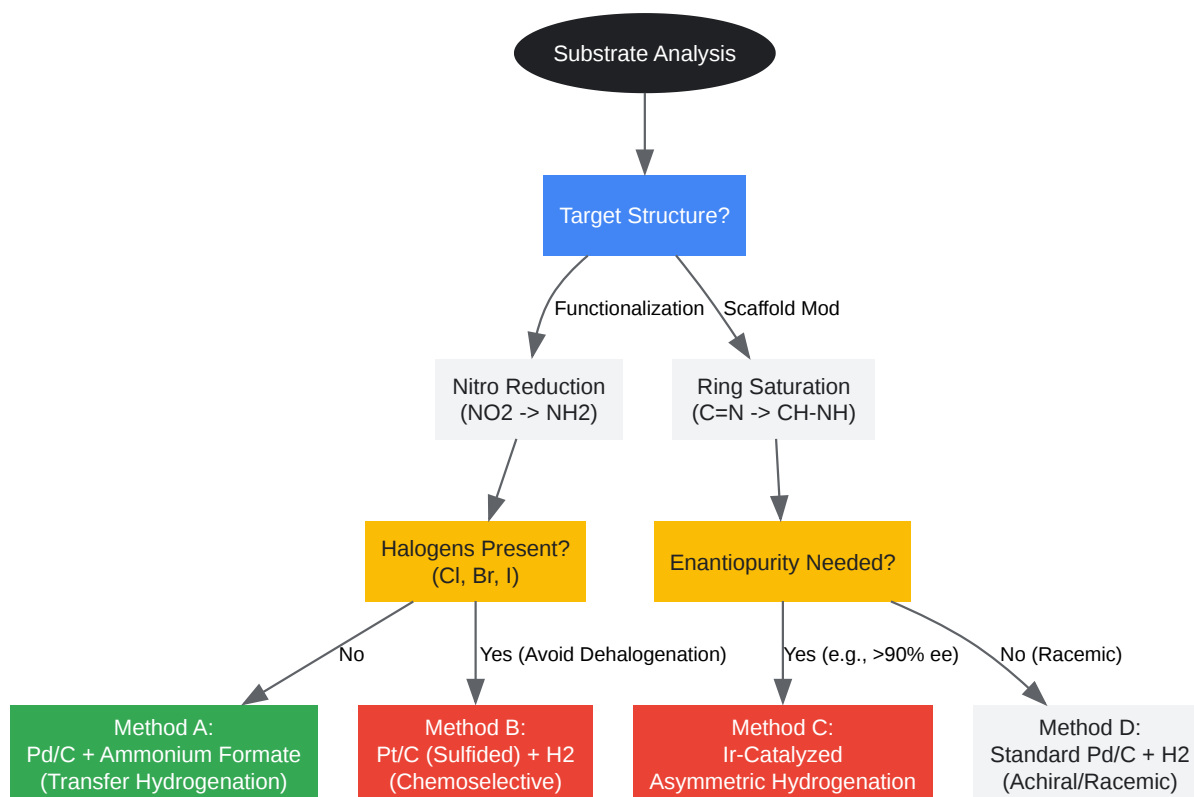 Substrate Analysis
Target Structure?
Functionalization
Scaffold Mod
Nitro Reduction
(NO2 -> NH2)
Ring Saturation
(C=N -> CH-NH)
Halogens Present?
(Cl, Br, I)
Enantiopurity Needed?
No
Yes (Avoid Dehalogenation)
Yes (e.g., >90% ee)
No (Racemic)
Method A:
Pd/C + Ammonium Formate
(Transfer Hydrogenation)
Method B:
Pt/C (Sulfided) + H2
(Chemoselective)
Method C:
Ir-Catalyzed
Asymmetric Hydrogenation
Method D:
Standard Pd/C + H2
(Achiral/Racemic)